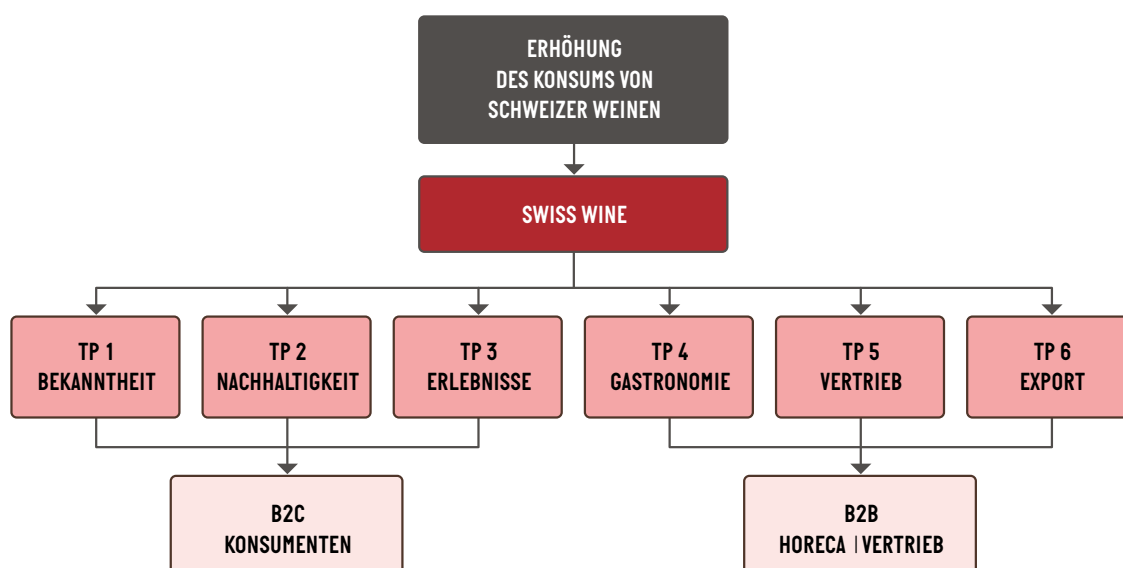 ERHÖHUNG
DES KONSUMS VON
SCHWEIZER WEINEN
SWISS WINE
TP 1
BEKANNTHEIT
TP 2
NACHHALTIGKEIT
TP 3
ERLEBNISSE
TP 4
GASTRONOMIE
TP 5
VERTRIEB
TP 6
EXPORT
B2C
KONSUMENTEN
B2B
HORECA | VERTRIEB